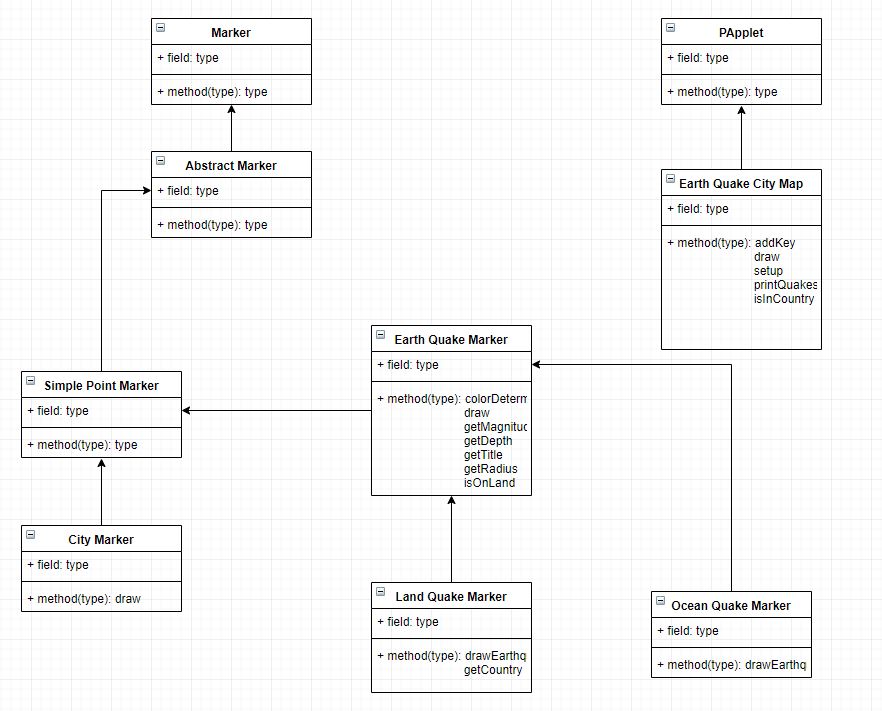 Marker
+ field: type
+ method(type): type
PApplet
+ field: type
+ method(type): type
Abstract Marker
+ field: type
+ method(type): type
Earth Quake City Map
+ field: type
+ method(type): addKey
draw
setup
printQuakes
isInCountry
Earth Quake Marker
+ field: type
+ method(type): colorDeterm
draw
getMagnitud
getDepth
getTitle
getRadius
isOnLand
Simple Point Marker
+ field: type
+ method(type): type
City Marker
+ field: type
+ method(type): draw
Land Quake Marker
+ field: type
+ method(type): drawEarthq
getCountry
Ocean Quake Marker
+ field: type
+ method(type): drawEarthq